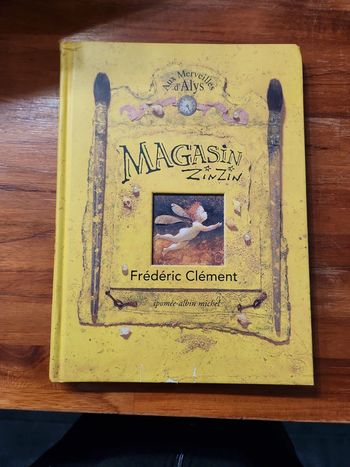 Aux Merveilles
d'Alys
MAGASIN
ZINZIN
Frédéric Clément
ipomée-albin michel